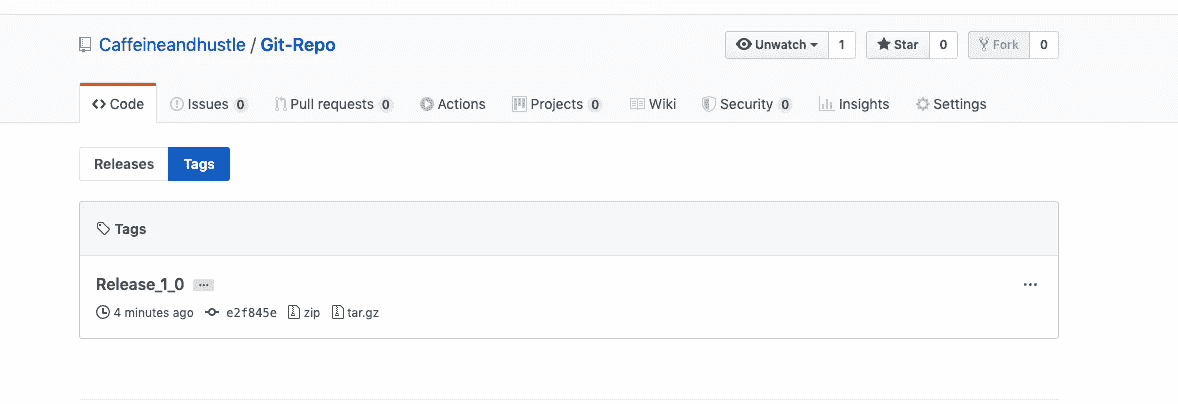 Caffeineandhustle / Git-Repo Unwatch 1 Star 0 Fork 0
Code Issues 0 Pull requests 0 Actions Projects 0 Wiki Security 0 Insights Settings
Releases Tags
Tags
Release_1_0 ... ...
4 minutes ago e2f845e zip tar.gz